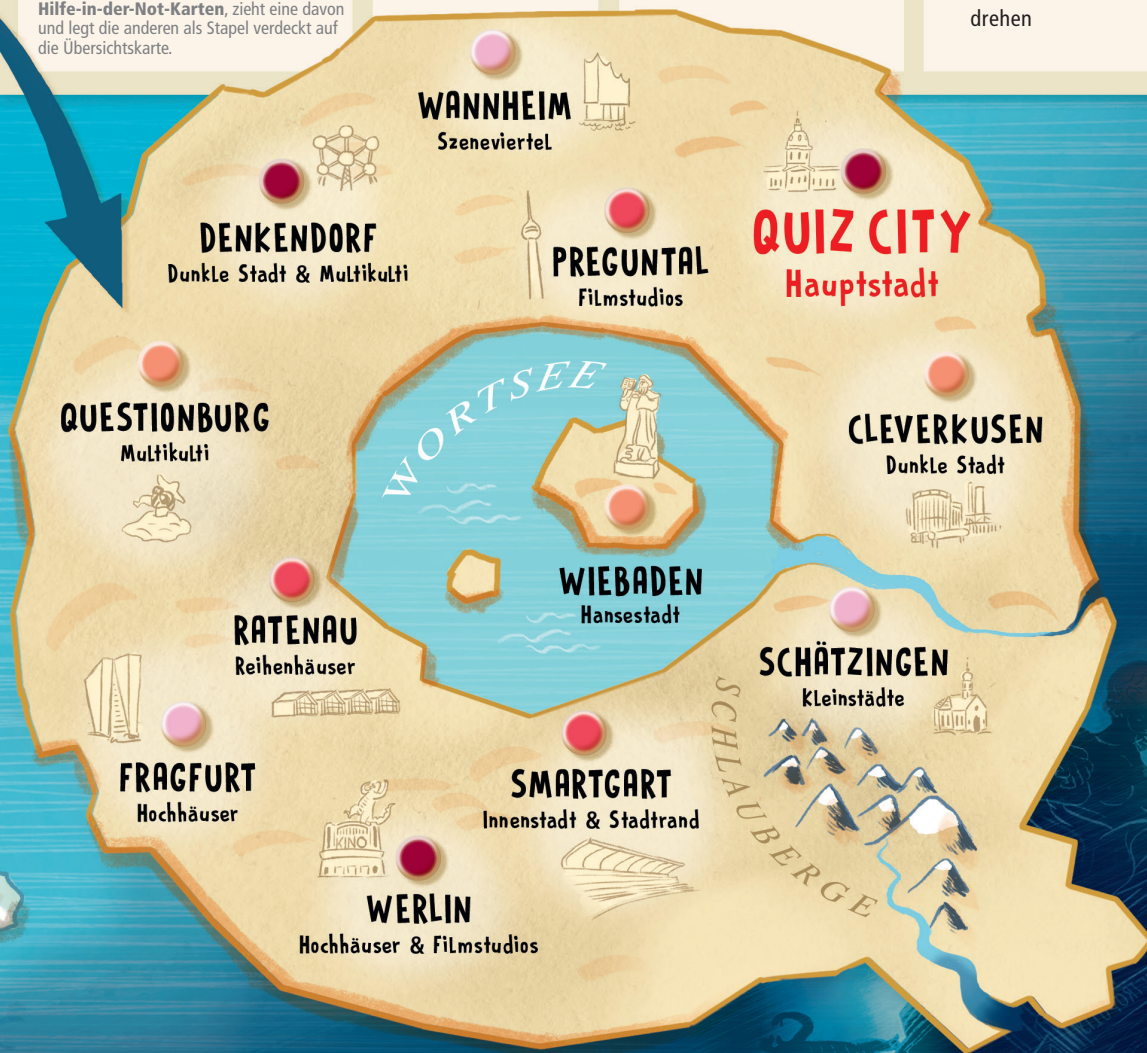 Hilfe-in-der-Not-Karten, zieht eine davon
und legt die anderen als Stapel verdeckt auf
die Übersichtskarte.
drehen
WANNHEIM
Szeneviertel
DENKENDORF
Dunkle Stadt & Multikulti
PREGUNTAL
Filmstudios
QUIZ CITY
Hauptstadt
QUESTIONBURG
Multikulti
WORTSEE
CLEVERKUSEN
Dunkle Stadt
WIEBADEN
Hansestadt
RATENAU
Reihenhäuser
SCHÄTZINGEN
Kleinstädte
FRAGFURT
Hochhäuser
SMARTGART
Innenstadt & Stadtrand
SCHLAUBERGE
KINO
WERLIN
Hochhäuser & Filmstudios